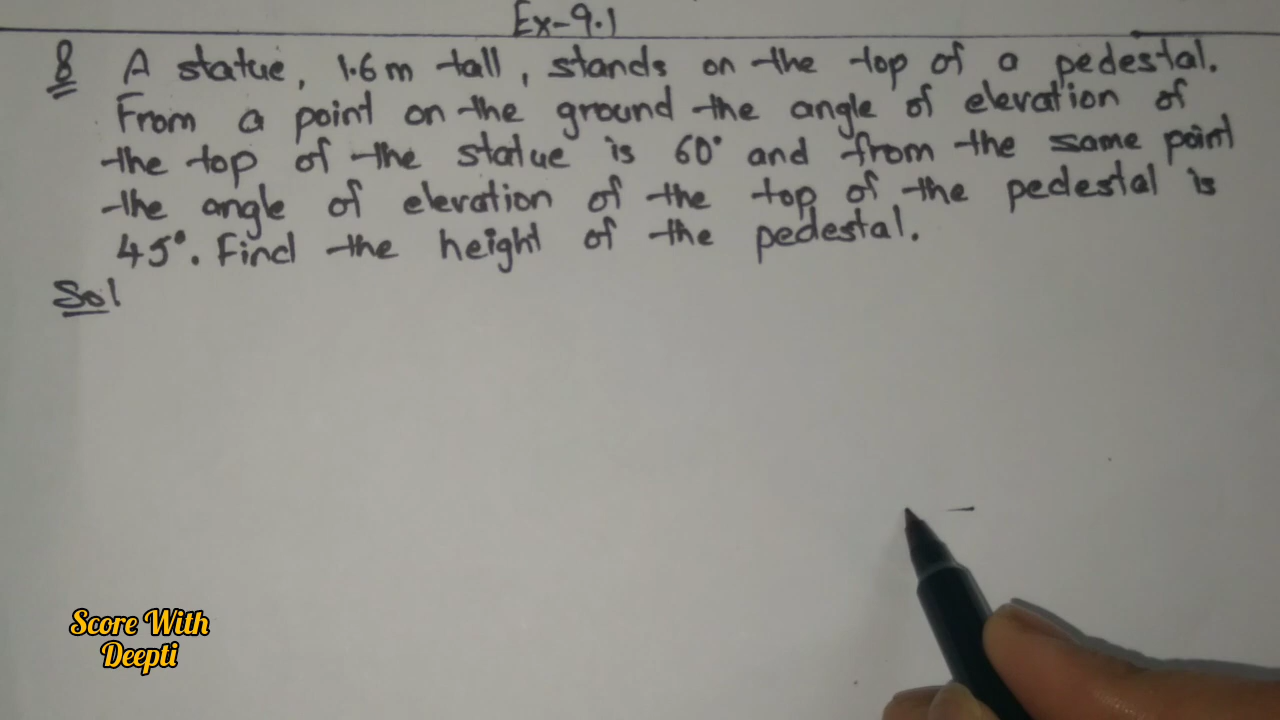 Ex-9.1
8 A statue, 1.6m tall, stands on the top of a pedestal.
From a point on the ground the angle of elevation of
the top of the statue is 60° and from the same point
the angle of elevation of the top of the pedestal is
45°. Find the height of the pedestal.
Sol
Score With
Deepti